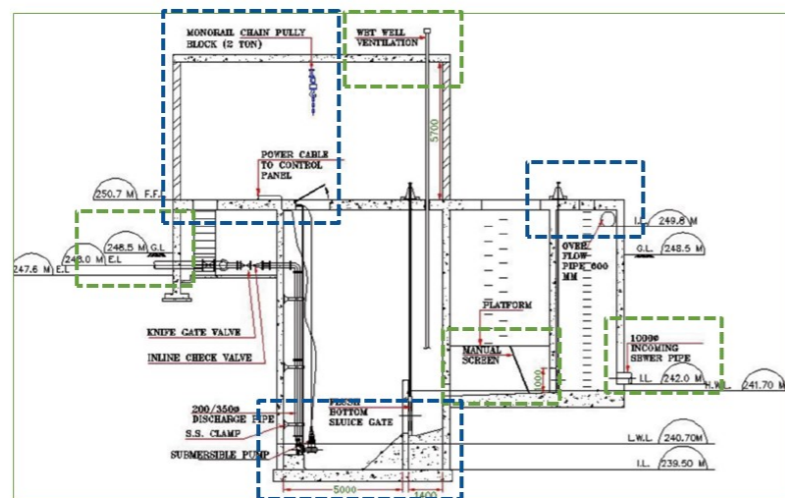 MONORAIL CHAIN PULLY
BLOCK (2 TON)
WET WELL
VENTILATION
5700
POWER CABLE
TO CONTROL
PANEL
250.7 M F.F.L
I.L 249.8 M
248.5 M G.L
G.L. 248.5 M
248.0 M E.L
247.6 M E.L
OVER
FLOW
PIPE 600
MM
KNIFE GATE VALVE
INLINE CHECK VALVE
PLATFORM
MANUAL
SCREEN
1000
1000ø
INCOMING
SEWER PIPE
I.L. 242.0 M
H.W.L. 241.70 M
200/350ø
DISCHARGE PIPE
S.S. CLAMP
SUBMERSIBLE PUMP
BOTTOM
SLUICE GATE
L.W.L. 240.70M
I.L. 239.50 M
5000
1400